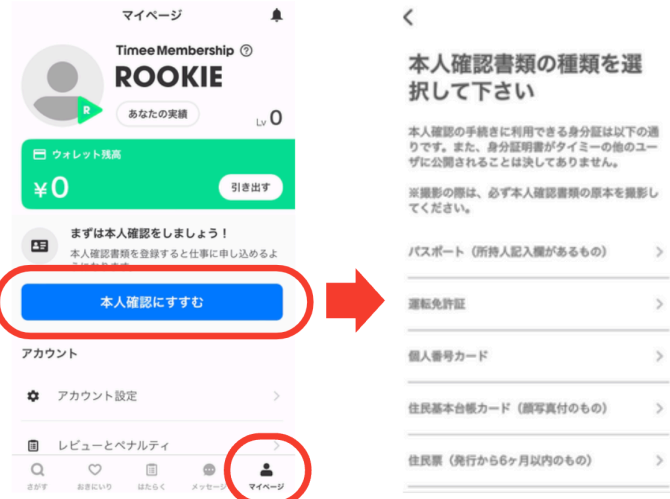 マイページ
Timee Membership ?
ROOKIE
R
あなたの実績
Lv 0
ウォレット残高
¥0
引き出す
まずは本人確認をしましょう!
本人確認書類を登録すると仕事に申し込めるよ
本人確認にすすむ
アカウント
アカウント設定
レビューとペナルティ
さがす
おきにいり
はたらく
メッセージ
マイページ
本人確認書類の種類を選
択して下さい
本人確認の手続きに利用できる身分証は以下の通
りです。また、身分証明書がタイミーの他のユー
ザに公開されることは決してありません。
※撮影の際は、必ず本人確認書類の原本を撮影し
てください。
パスポート（所持人記入欄があるもの）
運転免許証
個人番号カード
住民基本台帳カード（顔写真付のもの）
住民票（発行から6ヶ月以内のもの）